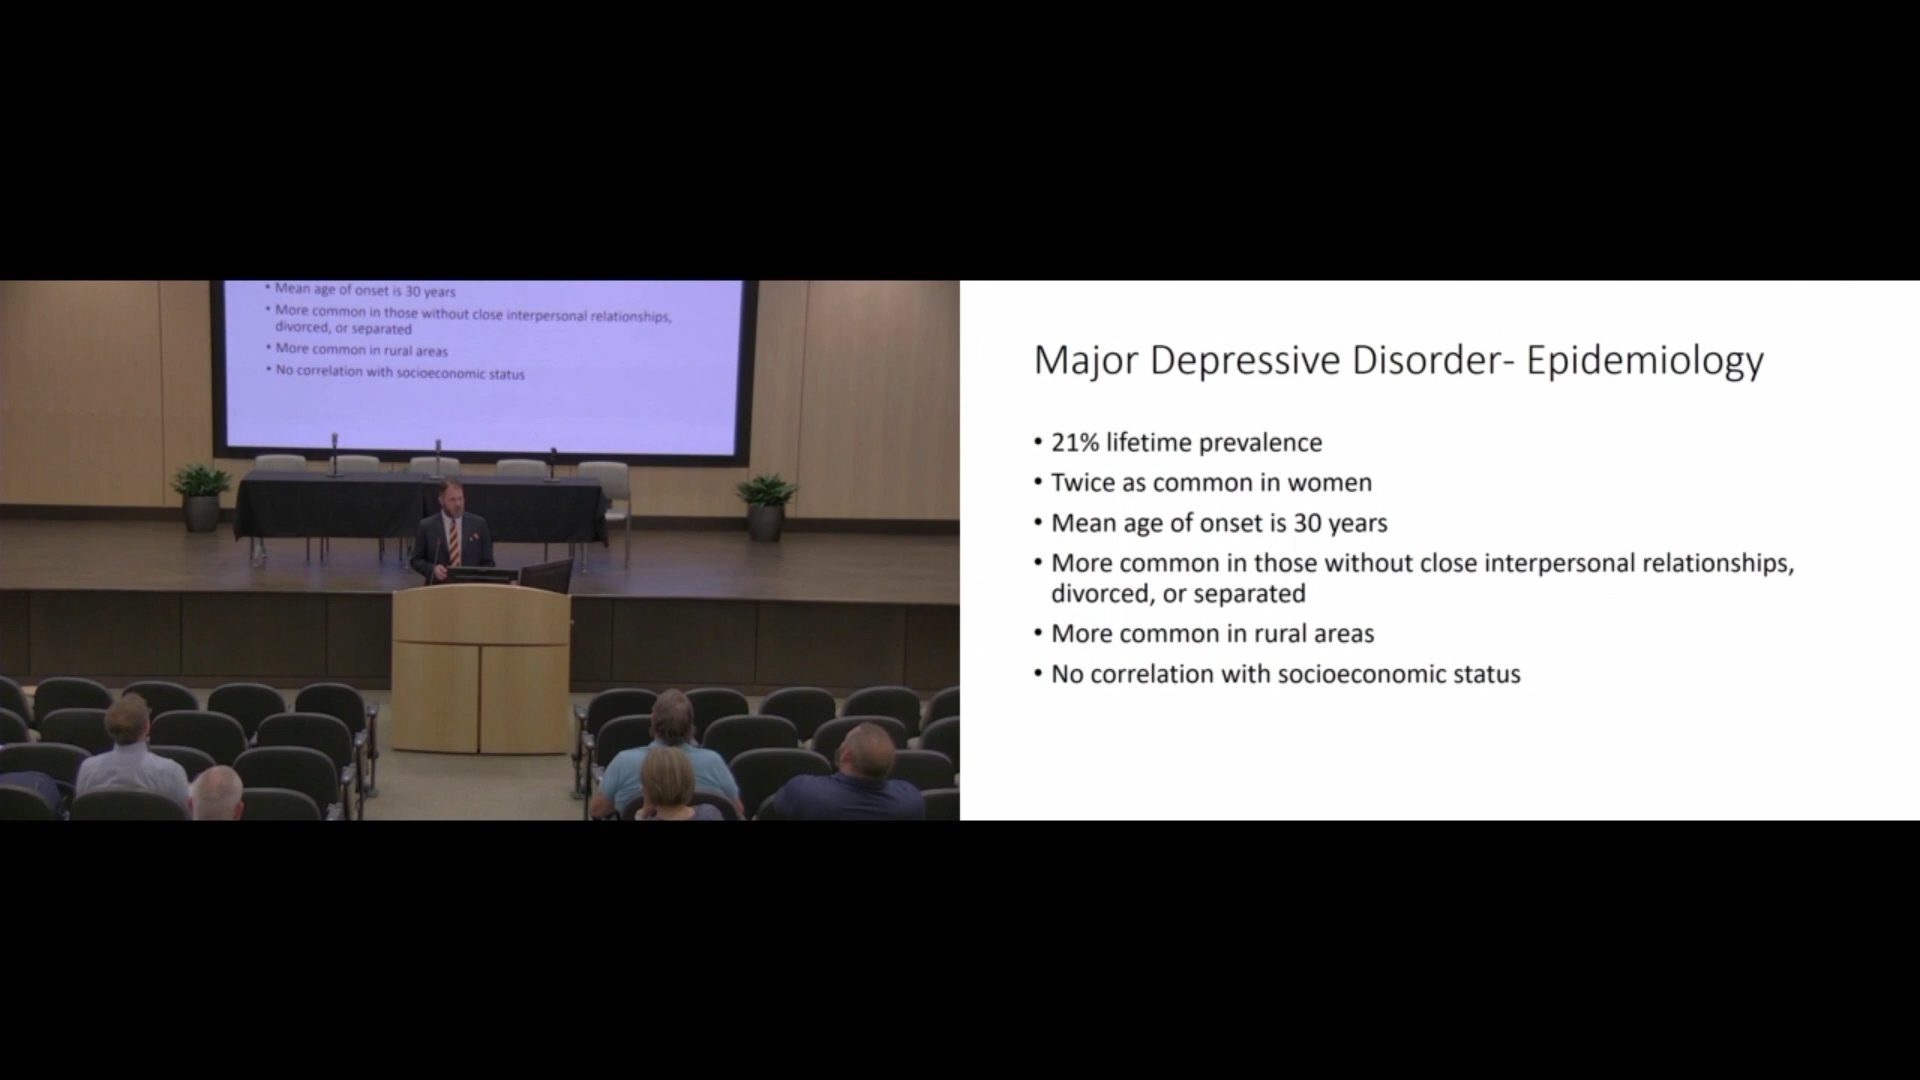 • Mean age of onset is 30 years
• More common in those without close interpersonal relationships,
divorced, or separated
• More common in rural areas
• No correlation with socioeconomic status
Major Depressive Disorder- Epidemiology
• 21% lifetime prevalence
• Twice as common in women
• Mean age of onset is 30 years
• More common in those without close interpersonal relationships,
divorced, or separated
• More common in rural areas
• No correlation with socioeconomic status